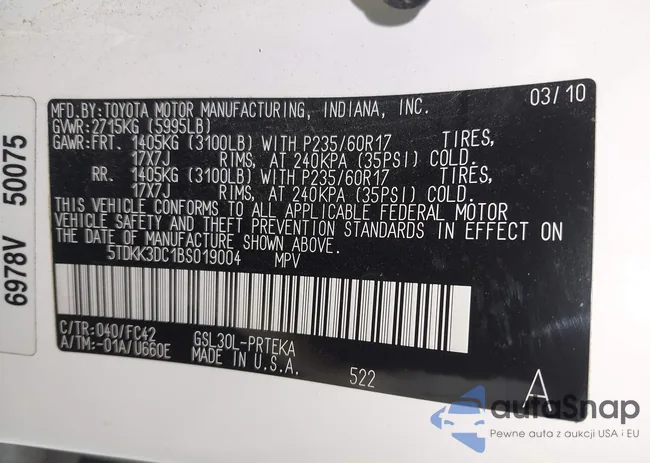 MFD.BY:TOYOTA MOTOR MANUFACTURING, INDIANA, INC. 03/10
GVWR:2715KG (5995LB)
GAWR:FRT. 1405KG (3100LB) WITH P235/60R17 TIRES,
17X7J RIMS, AT 240KPA (35PSI) COLD.
RR. 1405KG (3100LB) WITH P235/60R17 TIRES,
17X7J RIMS, AT 240KPA (35PSI) COLD.
THIS VEHICLE CONFORMS TO ALL APPLICABLE FEDERAL MOTOR
VEHICLE SAFETY AND THEFT PREVENTION STANDARDS IN EFFECT ON
THE DATE OF MANUFACTURE SHOWN ABOVE.
5TDKK3DC1BS019004 MPV
C/TR:040/FC42 GSL30L-PRTEKA
A/TM:-01A/U660E MADE IN U.S.A. 522 A
6978V 50075
autoSnap
Pewne auta z aukcji USA i EU